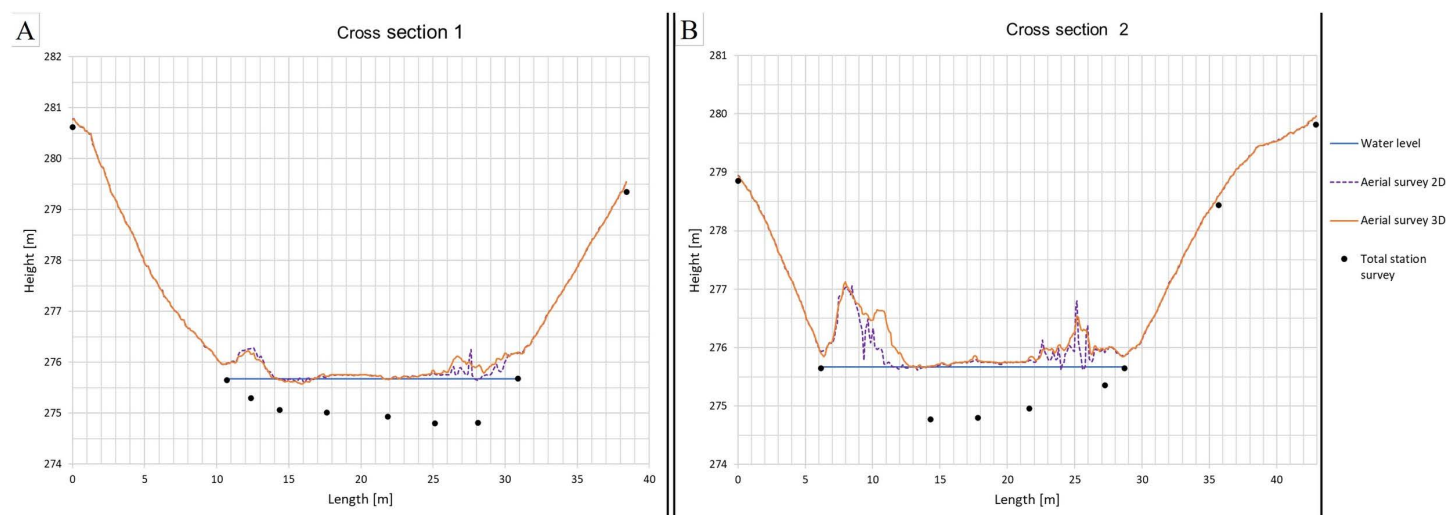 A
Cross section 1
282
281
280
279
278
277
276
275
274
Height [m]
0 5 10 15 20 25 30 35 40
Length [m]
B
Cross section 2
281
280
279
278
277
276
275
274
Height [m]
0 5 10 15 20 25 30 35 40
Length [m]
Water level
Aerial survey 2D
Aerial survey 3D
Total station
survey